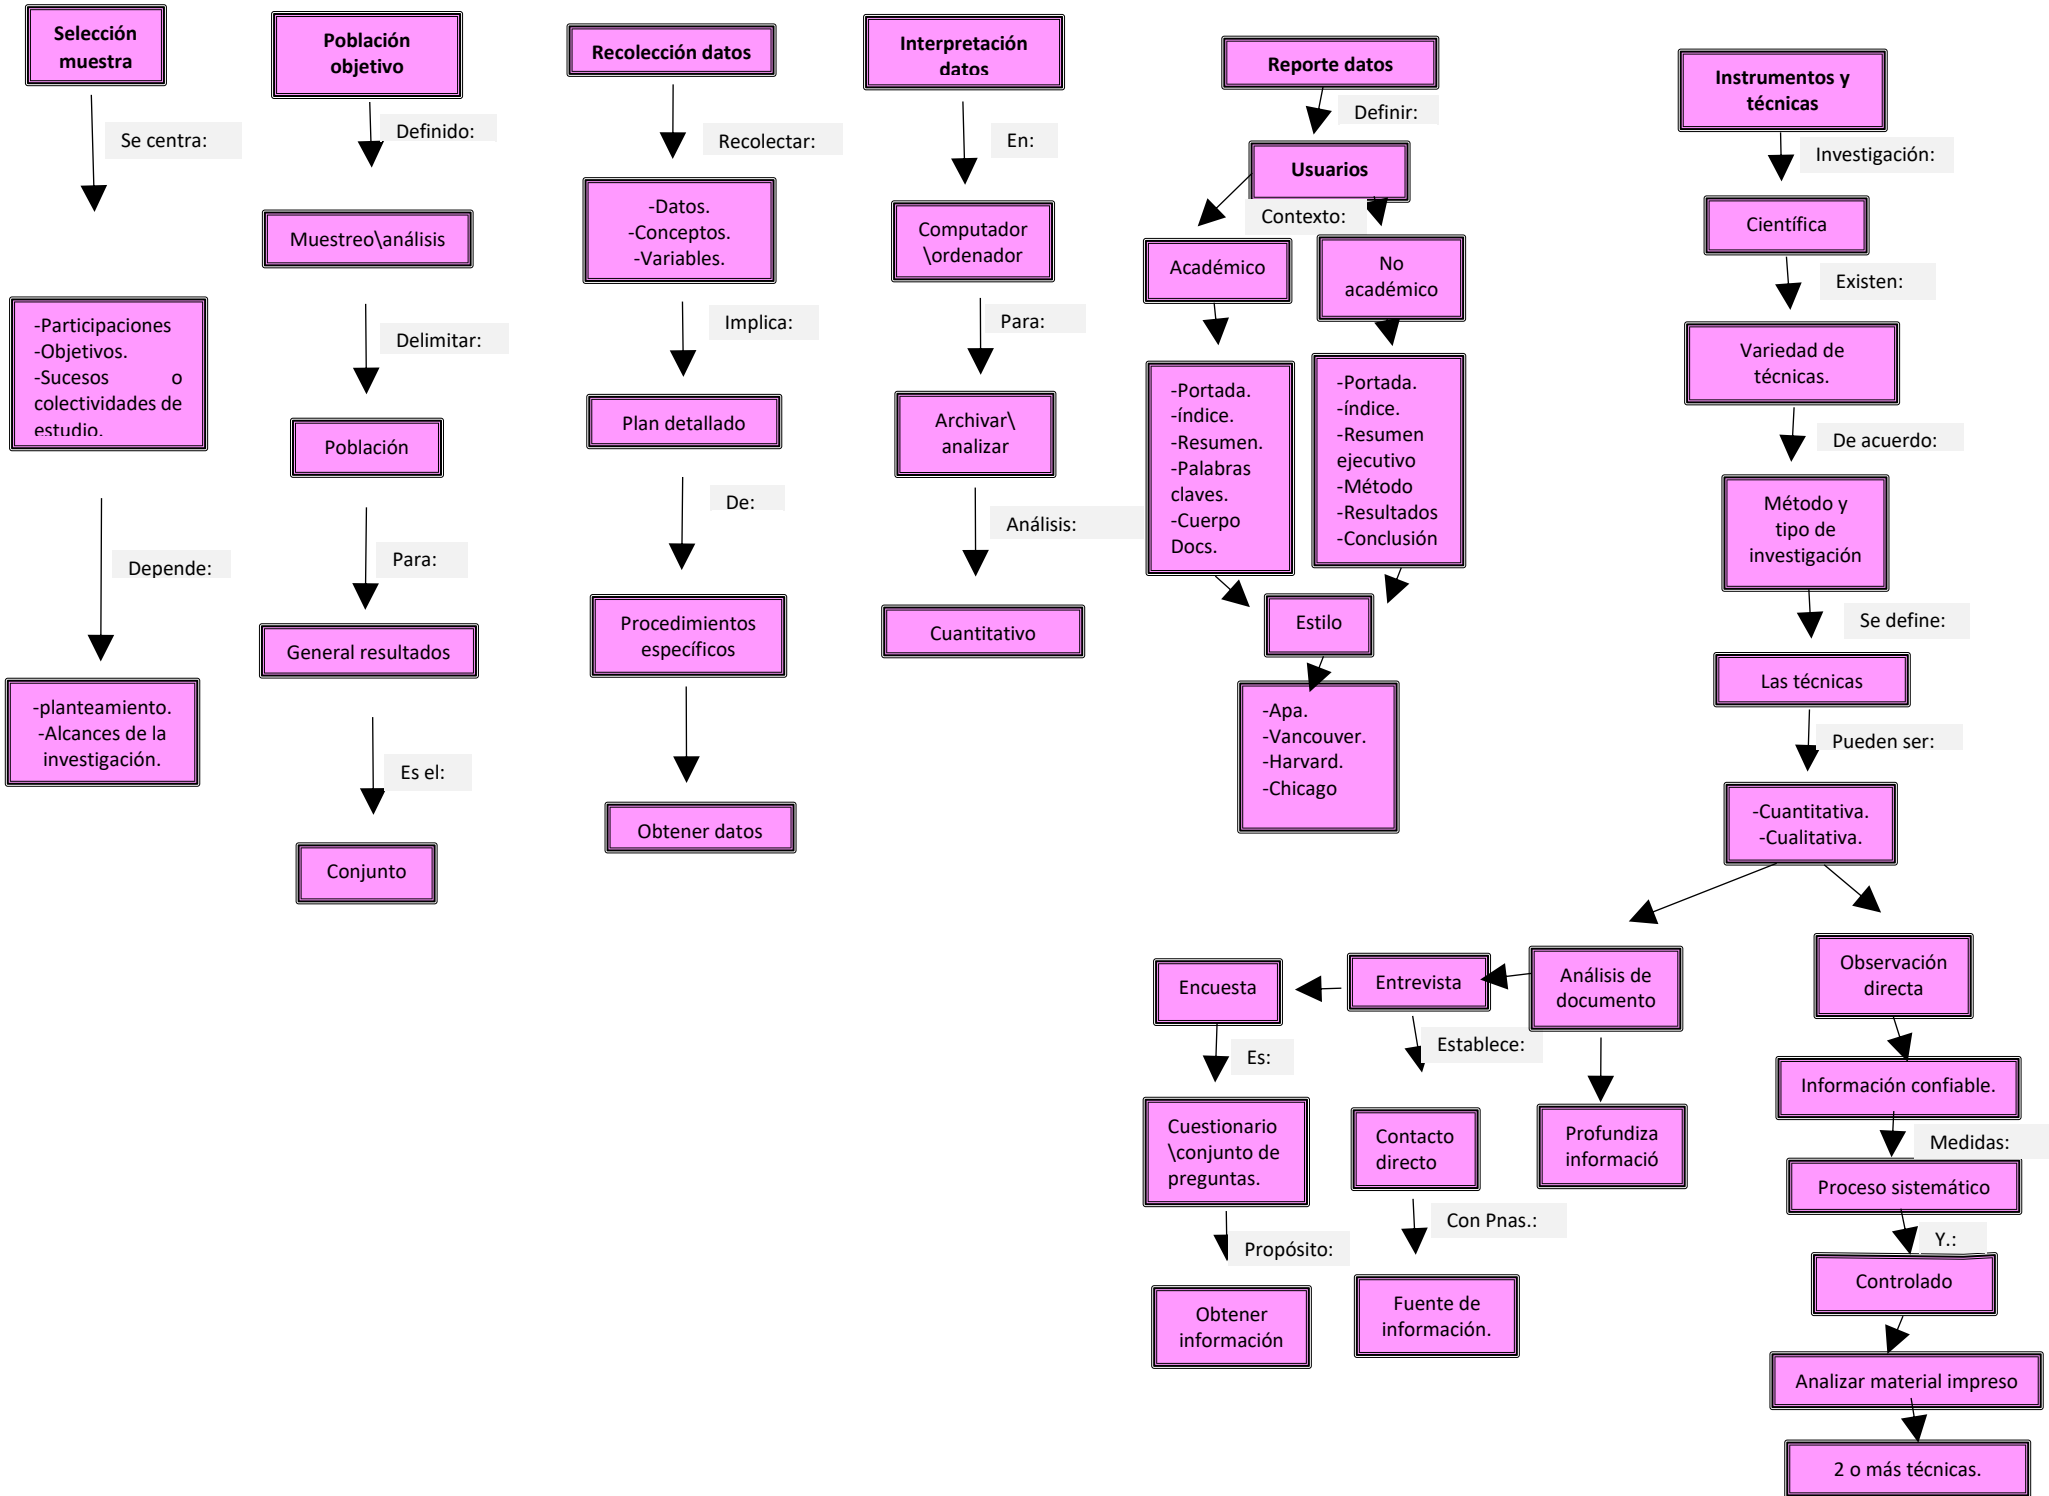 Selección
muestra
Se centra:
-Participaciones
-Objetivos.
-Sucesos o
colectividades de
estudio.
Depende:
-planteamiento.
-Alcances de la
investigación.
Población
objetivo
Definido:
Muestreo\análisis
Delimitar:
Población
Para:
General resultados
Es el:
Conjunto
Recolección datos
Recolectar:
-Datos.
-Conceptos.
-Variables.
Implica:
Plan detallado
De:
Procedimientos
específicos
Obtener datos
Interpretación
datos
En:
Computador
\ordenador
Para:
Archivar\
analizar
Análisis:
Cuantitativo
Reporte datos
Definir:
Usuarios
Contexto:
Académico
No
académico
-Portada.
-índice.
-Resumen.
-Palabras
claves.
-Cuerpo
Docs.
-Portada.
-índice.
-Resumen
ejecutivo
-Método
-Resultados
-Conclusión
Estilo
-Apa.
-Vancouver.
-Harvard.
-Chicago
Instrumentos y
técnicas
Investigación:
Científica
Existen:
Variedad de
técnicas.
De acuerdo:
Método y
tipo de
investigación
Se define:
Las técnicas
Pueden ser:
-Cuantitativa.
-Cualitativa.
Encuesta
Es:
Cuestionario
\conjunto de
preguntas.
Propósito:
Obtener
información
Entrevista
Establece:
Contacto
directo
Con Pnas.:
Fuente de
información.
Análisis de
documento
Profundiza
informació
Observación
directa
Información confiable.
Medidas:
Proceso sistemático
Y.:
Controlado
Analizar material impreso
2 o más técnicas.